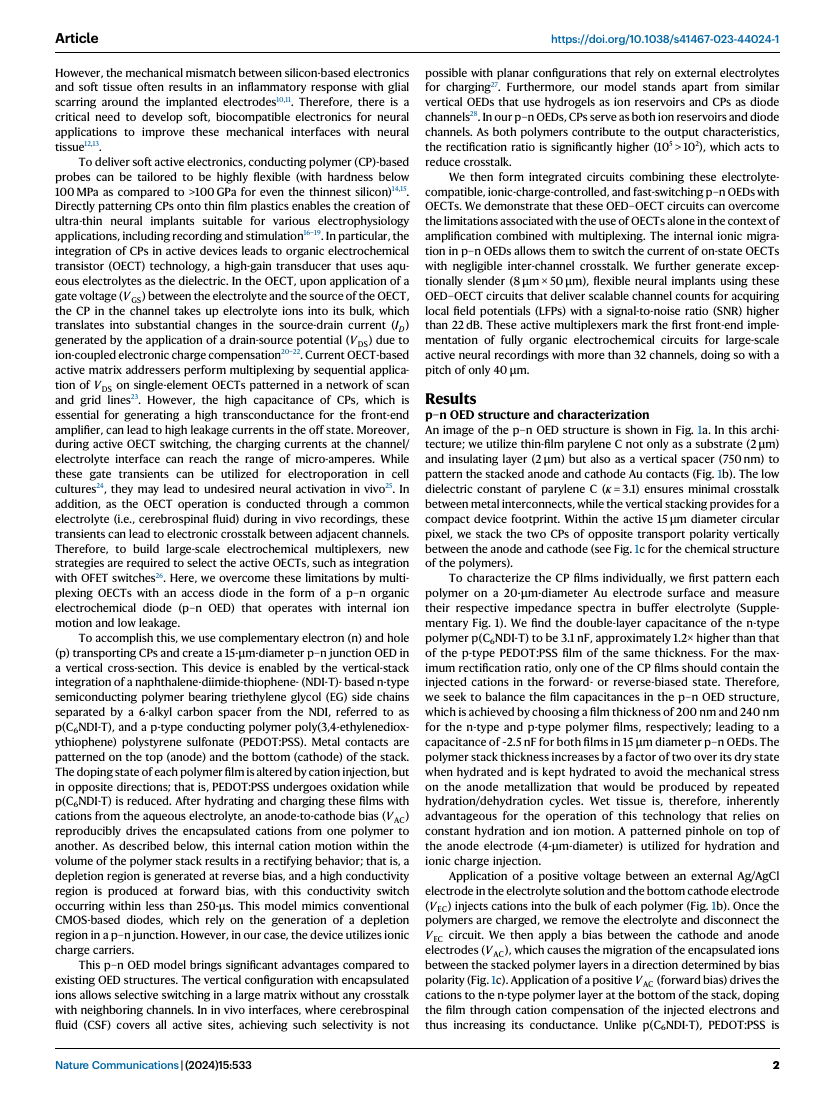 Article
https://doi.org/10.1038/s41467-023-44024-1
However, the mechanical mismatch between silicon-based electronics
and soft tissue often results in an inflammatory response with glial
scarring around the implanted electrodes10,11. Therefore, there is a
critical need to develop soft, biocompatible electronics for neural
applications to improve these mechanical interfaces with neural
tissue12,13.
To deliver soft active electronics, conducting polymer (CP)-based
probes can be tailored to be highly flexible (with hardness below
100 MPa as compared to >100 GPa for even the thinnest silicon)14,15.
Directly patterning CPs onto thin film plastics enables the creation of
ultra-thin neural implants suitable for various electrophysiology
applications, including recording and stimulation16–19. In particular, the
integration of CPs in active devices leads to organic electrochemical
transistor (OECT) technology, a high-gain transducer that uses aqu-
eous electrolytes as the dielectric. In the OECT, upon application of a
gate voltage (VGS) between the electrolyte and the source of the OECT,
the CP in the channel takes up electrolyte ions into its bulk, which
translates into substantial changes in the source-drain current (ID)
generated by the application of a drain-source potential (VDS) due to
ion-coupled electronic charge compensation20–22. Current OECT-based
active matrix addressers perform multiplexing by sequential applica-
tion of VDS on single-element OECTs patterned in a network of scan
and grid lines23. However, the high capacitance of CPs, which is
essential for generating a high transconductance for the front-end
amplifier, can lead to high leakage currents in the off state. Moreover,
during active OECT switching, the charging currents at the channel/
electrolyte interface can reach the range of micro-amperes. While
these gate transients can be utilized for electroporation in cell
cultures24, they may lead to undesired neural activation in vivo25. In
addition, as the OECT operation is conducted through a common
electrolyte (i.e., cerebrospinal fluid) during in vivo recordings, these
transients can lead to electronic crosstalk between adjacent channels.
Therefore, to build large-scale electrochemical multiplexers, new
strategies are required to select the active OECTs, such as integration
with OFET switches26. Here, we overcome these limitations by multi-
plexing OECTs with an access diode in the form of a p–n organic
electrochemical diode (p–n OED) that operates with internal ion
motion and low leakage.
To accomplish this, we use complementary electron (n) and hole
(p) transporting CPs and create a 15-μm-diameter p–n junction OED in
a vertical cross-section. This device is enabled by the vertical-stack
integration of a naphthalene-diimide-thiophene- (NDI-T)- based n-type
semiconducting polymer bearing triethylene glycol (EG) side chains
separated by a 6-alkyl carbon spacer from the NDI, referred to as
p(C6NDI-T), and a p-type conducting polymer poly(3,4-ethylenediox-
ythiophene) polystyrene sulfonate (PEDOT:PSS). Metal contacts are
patterned on the top (anode) and the bottom (cathode) of the stack.
The doping state of each polymer film is altered by cation injection, but
in opposite directions; that is, PEDOT:PSS undergoes oxidation while
p(C6NDI-T) is reduced. After hydrating and charging these films with
cations from the aqueous electrolyte, an anode-to-cathode bias (VAC)
reproducibly drives the encapsulated cations from one polymer to
another. As described below, this internal cation motion within the
volume of the polymer stack results in a rectifying behavior; that is, a
depletion region is generated at reverse bias, and a high conductivity
region is produced at forward bias, with this conductivity switch
occurring within less than 250-μs. This model mimics conventional
CMOS-based diodes, which rely on the generation of a depletion
region in a p–n junction. However, in our case, the device utilizes ionic
charge carriers.
This p–n OED model brings significant advantages compared to
existing OED structures. The vertical configuration with encapsulated
ions allows selective switching in a large matrix without any crosstalk
with neighboring channels. In in vivo interfaces, where cerebrospinal
fluid (CSF) covers all active sites, achieving such selectivity is not
possible with planar configurations that rely on external electrolytes
for charging27. Furthermore, our model stands apart from similar
vertical OEDs that use hydrogels as ion reservoirs and CPs as diode
channels28. In our p–n OEDs, CPs serve as both ion reservoirs and diode
channels. As both polymers contribute to the output characteristics,
the rectification ratio is significantly higher (10⁵ > 10²), which acts to
reduce crosstalk.
We then form integrated circuits combining these electrolyte-
compatible, ionic-charge-controlled, and fast-switching p–n OEDs with
OECTs. We demonstrate that these OED–OECT circuits can overcome
the limitations associated with the use of OECTs alone in the context of
amplification combined with multiplexing. The internal ionic migra-
tion in p–n OEDs allows them to switch the current of on-state OECTs
with negligible inter-channel crosstalk. We further generate excep-
tionally slender (8 μm × 50 μm), flexible neural implants using these
OED–OECT circuits that deliver scalable channel counts for acquiring
local field potentials (LFPs) with a signal-to-noise ratio (SNR) higher
than 22 dB. These active multiplexers mark the first front-end imple-
mentation of fully organic electrochemical circuits for large-scale
active neural recordings with more than 32 channels, doing so with a
pitch of only 40 μm.
Results
p–n OED structure and characterization
An image of the p–n OED structure is shown in Fig. 1a. In this archi-
tecture; we utilize thin-film parylene C not only as a substrate (2 μm)
and insulating layer (2 μm) but also as a vertical spacer (750 nm) to
pattern the stacked anode and cathode Au contacts (Fig. 1b). The low
dielectric constant of parylene C (κ = 3.1) ensures minimal crosstalk
between metal interconnects, while the vertical stacking provides for a
compact device footprint. Within the active 15 μm diameter circular
pixel, we stack the two CPs of opposite transport polarity vertically
between the anode and cathode (see Fig. 1c for the chemical structure
of the polymers).
To characterize the CP films individually, we first pattern each
polymer on a 20-μm-diameter Au electrode surface and measure
their respective impedance spectra in buffer electrolyte (Supple-
mentary Fig. 1). We find the double-layer capacitance of the n-type
polymer p(C6NDI-T) to be 3.1 nF, approximately 1.2× higher than that
of the p-type PEDOT:PSS film of the same thickness. For the max-
imum rectification ratio, only one of the CP films should contain the
injected cations in the forward- or reverse-biased state. Therefore,
we seek to balance the film capacitances in the p–n OED structure,
which is achieved by choosing a film thickness of 200 nm and 240 nm
for the n-type and p-type polymer films, respectively; leading to a
capacitance of ~2.5 nF for both films in 15 μm diameter p–n OEDs. The
polymer stack thickness increases by a factor of two over its dry state
when hydrated and is kept hydrated to avoid the mechanical stress
on the anode metallization that would be produced by repeated
hydration/dehydration cycles. Wet tissue is, therefore, inherently
advantageous for the operation of this technology that relies on
constant hydration and ion motion. A patterned pinhole on top of
the anode electrode (4-μm-diameter) is utilized for hydration and
ionic charge injection.
Application of a positive voltage between an external Ag/AgCl
electrode in the electrolyte solution and the bottom cathode electrode
(VEC) injects cations into the bulk of each polymer (Fig. 1b). Once the
polymers are charged, we remove the electrolyte and disconnect the
VEC circuit. We then apply a bias between the cathode and anode
electrodes (VAC), which causes the migration of the encapsulated ions
between the stacked polymer layers in a direction determined by bias
polarity (Fig. 1c). Application of a positive VAC (forward bias) drives the
cations to the n-type polymer layer at the bottom of the stack, doping
the film through cation compensation of the injected electrons and
thus increasing its conductance. Unlike p(C6NDI-T), PEDOT:PSS is
Nature Communications | (2024)15:533
2